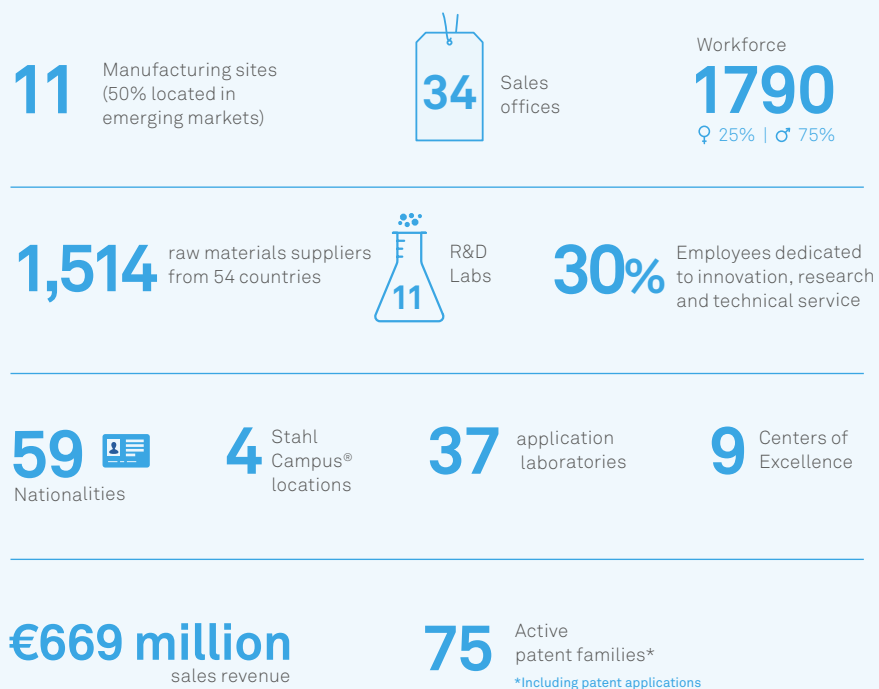 11
Manufacturing sites
(50% located in
emerging markets)
34
Sales
offices
Workforce
1790
♀ 25% | ♂ 75%
1,514
raw materials suppliers
from 54 countries
11
R&D
Labs
30%
Employees dedicated
to innovation, research
and technical service
59
Nationalities
4
Stahl
Campus®
locations
37
application
laboratories
9
Centers of
Excellence
€669 million
sales revenue
75
Active
patent families*
*Including patent applications